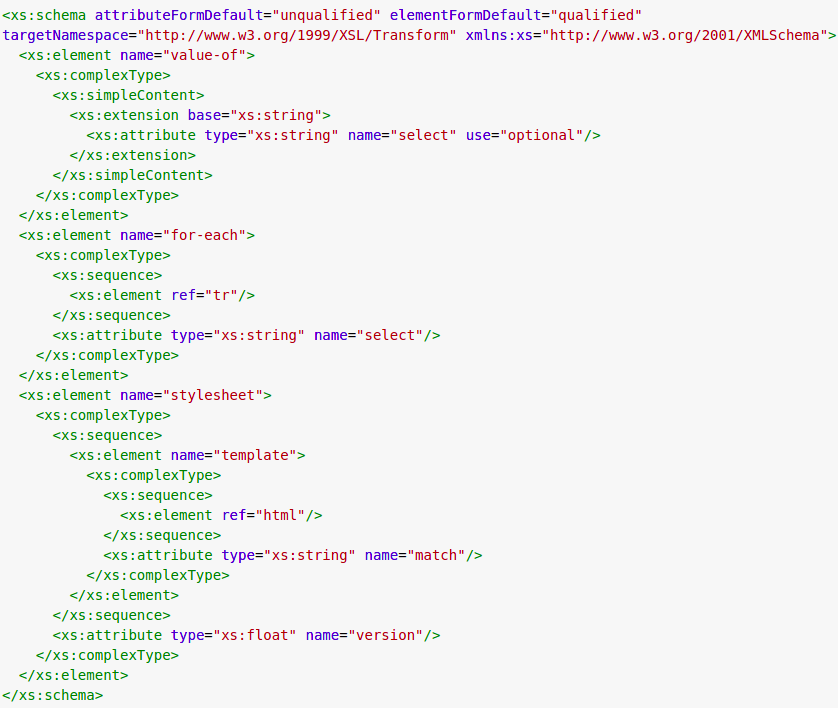 <xs:schema attributeFormDefault="unqualified" elementFormDefault="qualified"
targetNamespace="http://www.w3.org/1999/XSL/Transform" xmlns:xs="http://www.w3.org/2001/XMLSchema">
  <xs:element name="value-of">
    <xs:complexType>
      <xs:simpleContent>
        <xs:extension base="xs:string">
          <xs:attribute type="xs:string" name="select" use="optional"/>
        </xs:extension>
      </xs:simpleContent>
    </xs:complexType>
  </xs:element>
  <xs:element name="for-each">
    <xs:complexType>
      <xs:sequence>
        <xs:element ref="tr"/>
      </xs:sequence>
      <xs:attribute type="xs:string" name="select"/>
    </xs:complexType>
  </xs:element>
  <xs:element name="stylesheet">
    <xs:complexType>
      <xs:sequence>
        <xs:element name="template">
          <xs:complexType>
            <xs:sequence>
              <xs:element ref="html"/>
            </xs:sequence>
            <xs:attribute type="xs:string" name="match"/>
          </xs:complexType>
        </xs:element>
      </xs:sequence>
      <xs:attribute type="xs:float" name="version"/>
    </xs:complexType>
  </xs:element>
</xs:schema>